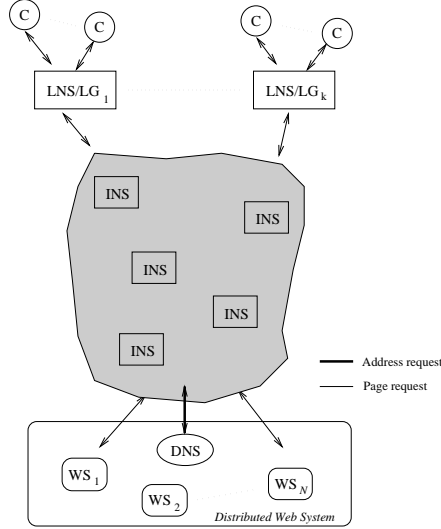 C C C C
LNS/LG 1 LNS/LG k
INS
INS
INS
INS
INS
Address request
Page request
DNS
WS 1 WS 2 WS N
Distributed Web System